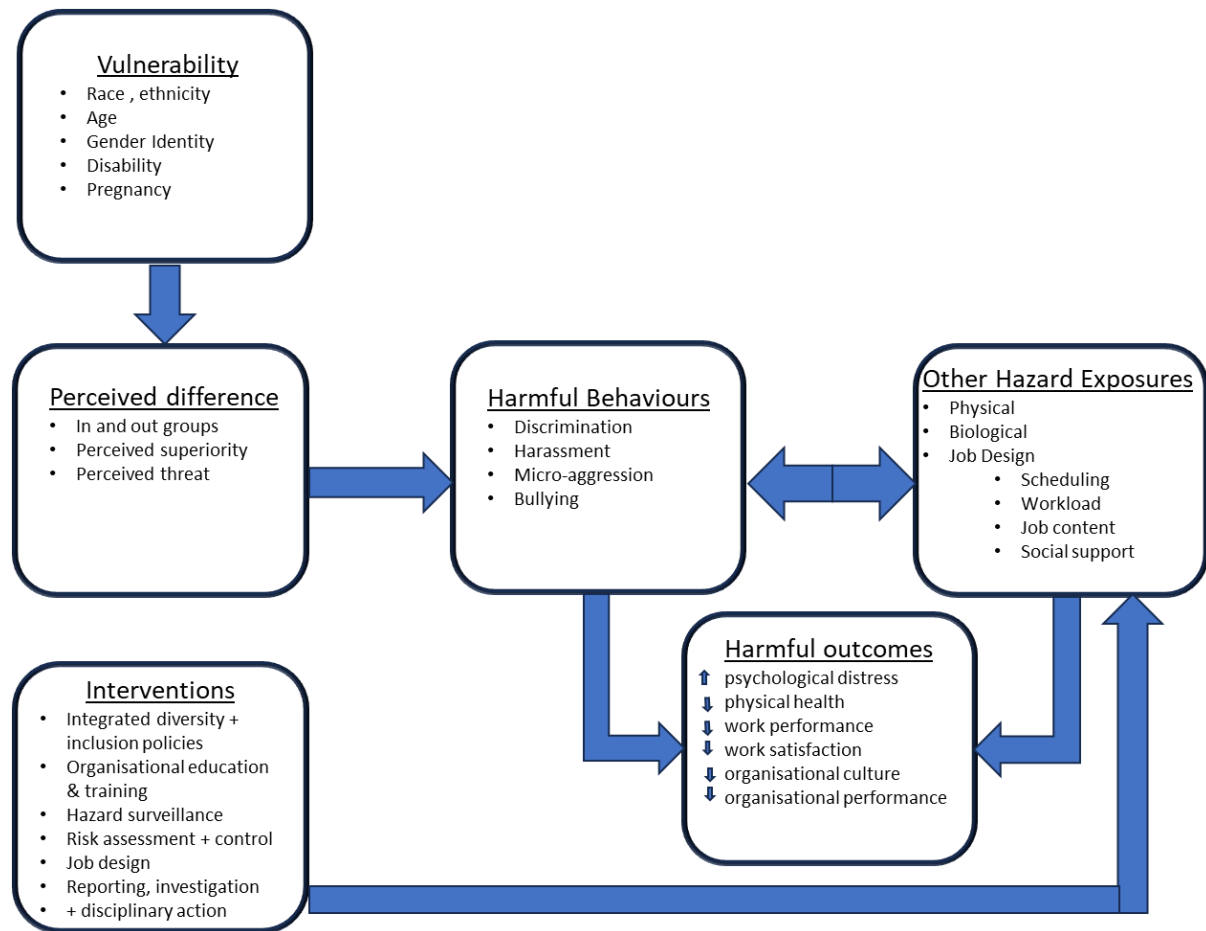 Vulnerability
• Race , ethnicity
• Age
• Gender Identity
• Disability
• Pregnancy
Perceived difference
• In and out groups
• Perceived superiority
• Perceived threat
Harmful Behaviours
• Discrimination
• Harassment
• Micro-aggression
• Bullying
Other Hazard Exposures
• Physical
• Biological
• Job Design
• Scheduling
• Workload
• Job content
• Social support
Harmful outcomes
psychological distress
physical health
work performance
work satisfaction
organisational culture
organisational performance
Interventions
• Integrated diversity +
inclusion policies
• Organisational education
& training
• Hazard surveillance
• Risk assessment + control
• Job design
• Reporting, investigation
• + disciplinary action